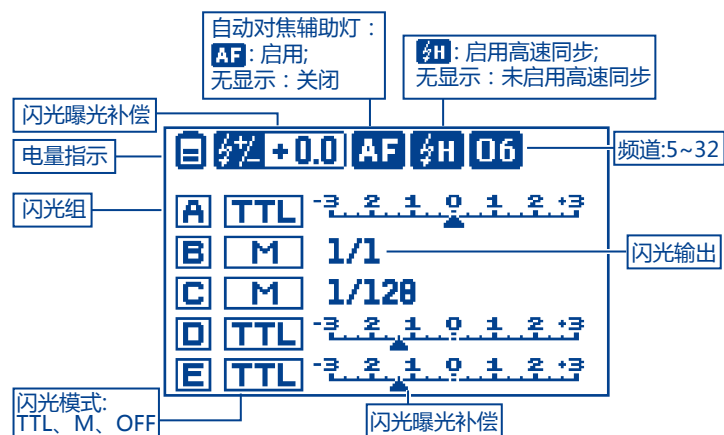 自动对焦辅助灯：
AF：启用;
无显示：关闭
H：启用高速同步;
无显示：未启用高速同步
闪光曝光补偿
电量指示
+0.0 AF H 06
频道:5~32
闪光组
A TTL -3 2 1 0 1 2 +3
B M 1/1
闪光输出
C M 1/128
D TTL -3 2 1 0 1 2 +3
E TTL -3 2 1 0 1 2 +3
闪光模式:
TTL、M、OFF
闪光曝光补偿